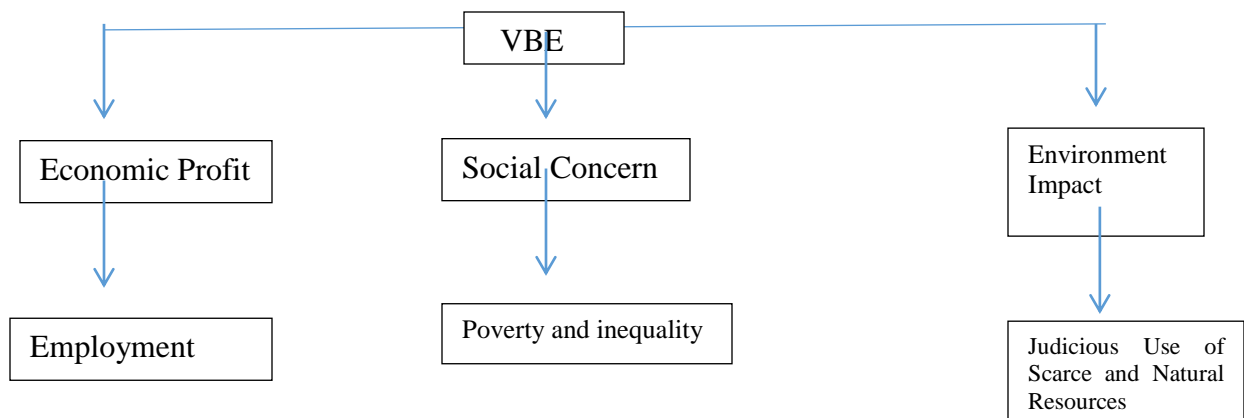 VBE
Economic Profit
Social Concern
Environment
Impact
Employment
Poverty and inequality
Judicious Use of
Scarce and Natural
Resources